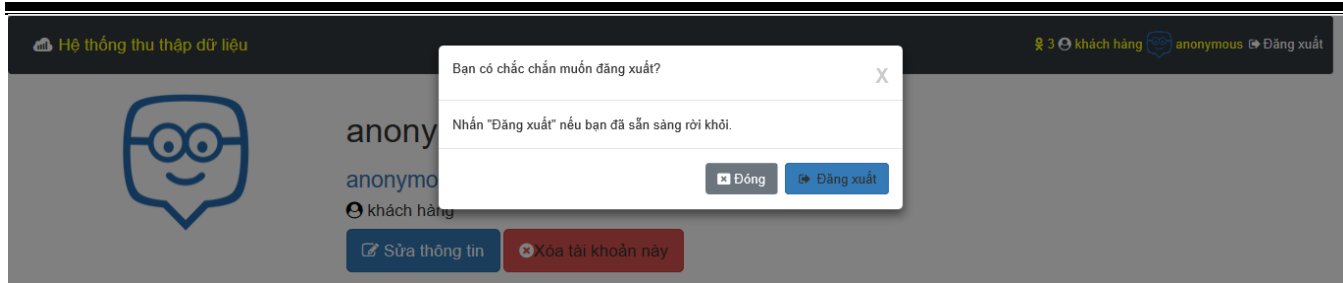 Hệ thống thu thập dữ liệu
3 khách hàng anonymous Đăng xuất
Bạn có chắc chắn muốn đăng xuất?
X
Nhấn "Đăng xuất" nếu bạn đã sẵn sàng rời khỏi.
Đóng Đăng xuất
anony
anonymo
khách hàng
Sửa thông tin Xóa tài khoản này